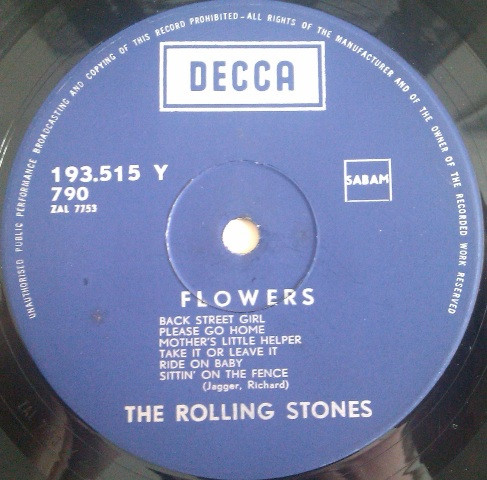 UNAUTHORISED PUBLIC PERFORMANCE BROADCASTING AND COPYING OF THIS RECORD PROHIBITED-ALL RIGHTS OF THE MANUFACTURER AND OF THE OWNER OF THE RECORDED WORK RESERVED
DECCA
193.515 Y
790
ZAL 7753
SABAM
FLOWERS
BACK STREET GIRL
PLEASE GO HOME
MOTHER'S LITTLE HELPER
TAKE IT OR LEAVE IT
RIDE ON BABY
SITTIN' ON THE FENCE
(Jagger, Richard)
THE ROLLING STONES